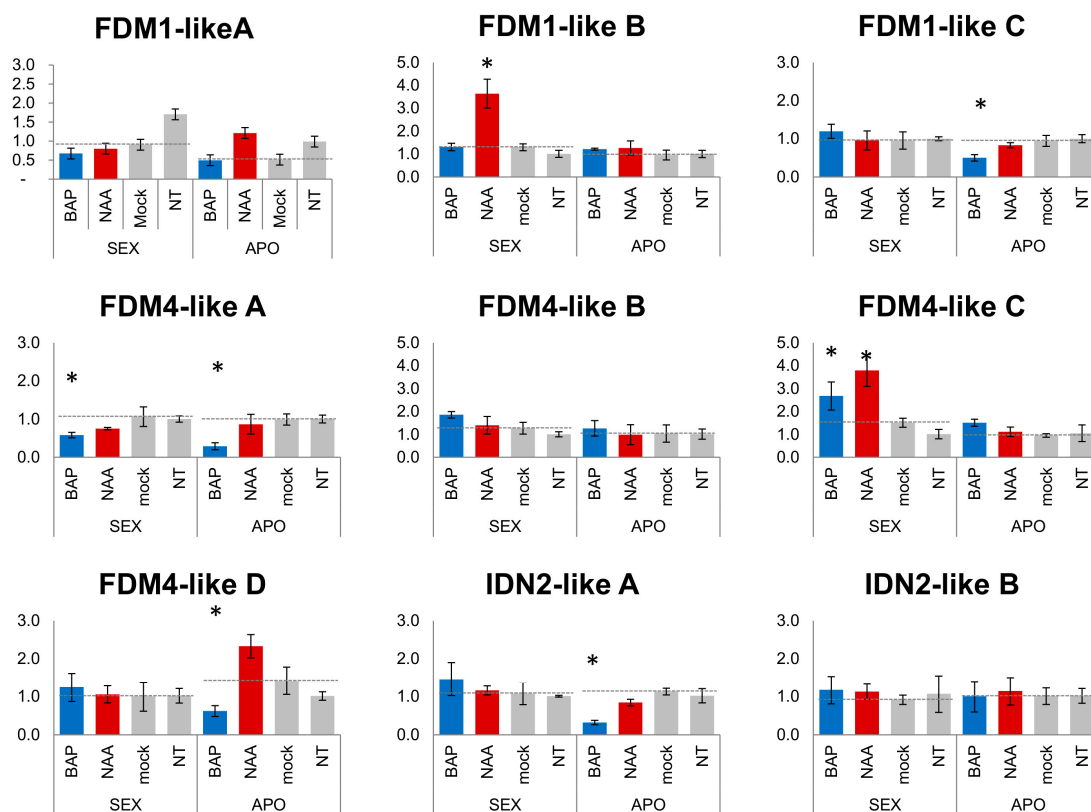 FDM1-likeA FDM1-like B FDM1-like C
3.0 5.0 3.0
2.5
2.0 4.0 2.0
1.5 3.0
1.0 2.0 1.0
0.5 1.0
- 0.0 0.0
* * *
BAP NAA Mock NT BAP NAA Mock NT BAP NAA mock NT BAP NAA mock NT BAP NAA mock NT BAP NAA mock NT
SEX APO SEX APO SEX APO
FDM4-like A FDM4-like B FDM4-like C
3.0 5.0 5.0
4.0 4.0
2.0 3.0 3.0
1.0 2.0 2.0
1.0 1.0
0.0 0.0 0.0
* * * *
BAP NAA mock NT BAP NAA mock NT BAP NAA mock NT BAP NAA mock NT BAP NAA mock NT BAP NAA mock NT
SEX APO SEX APO SEX APO
FDM4-like D IDN2-like A IDN2-like B
3.0 3.0 3.0
2.0 2.0 2.0
1.0 1.0 1.0
0.0 0.0 0.0
* *
BAP NAA mock NT BAP NAA mock NT BAP NAA mock NT BAP NAA mock NT BAP NAA mock NT BAP NAA mock NT
SEX APO SEX APO SEX APO